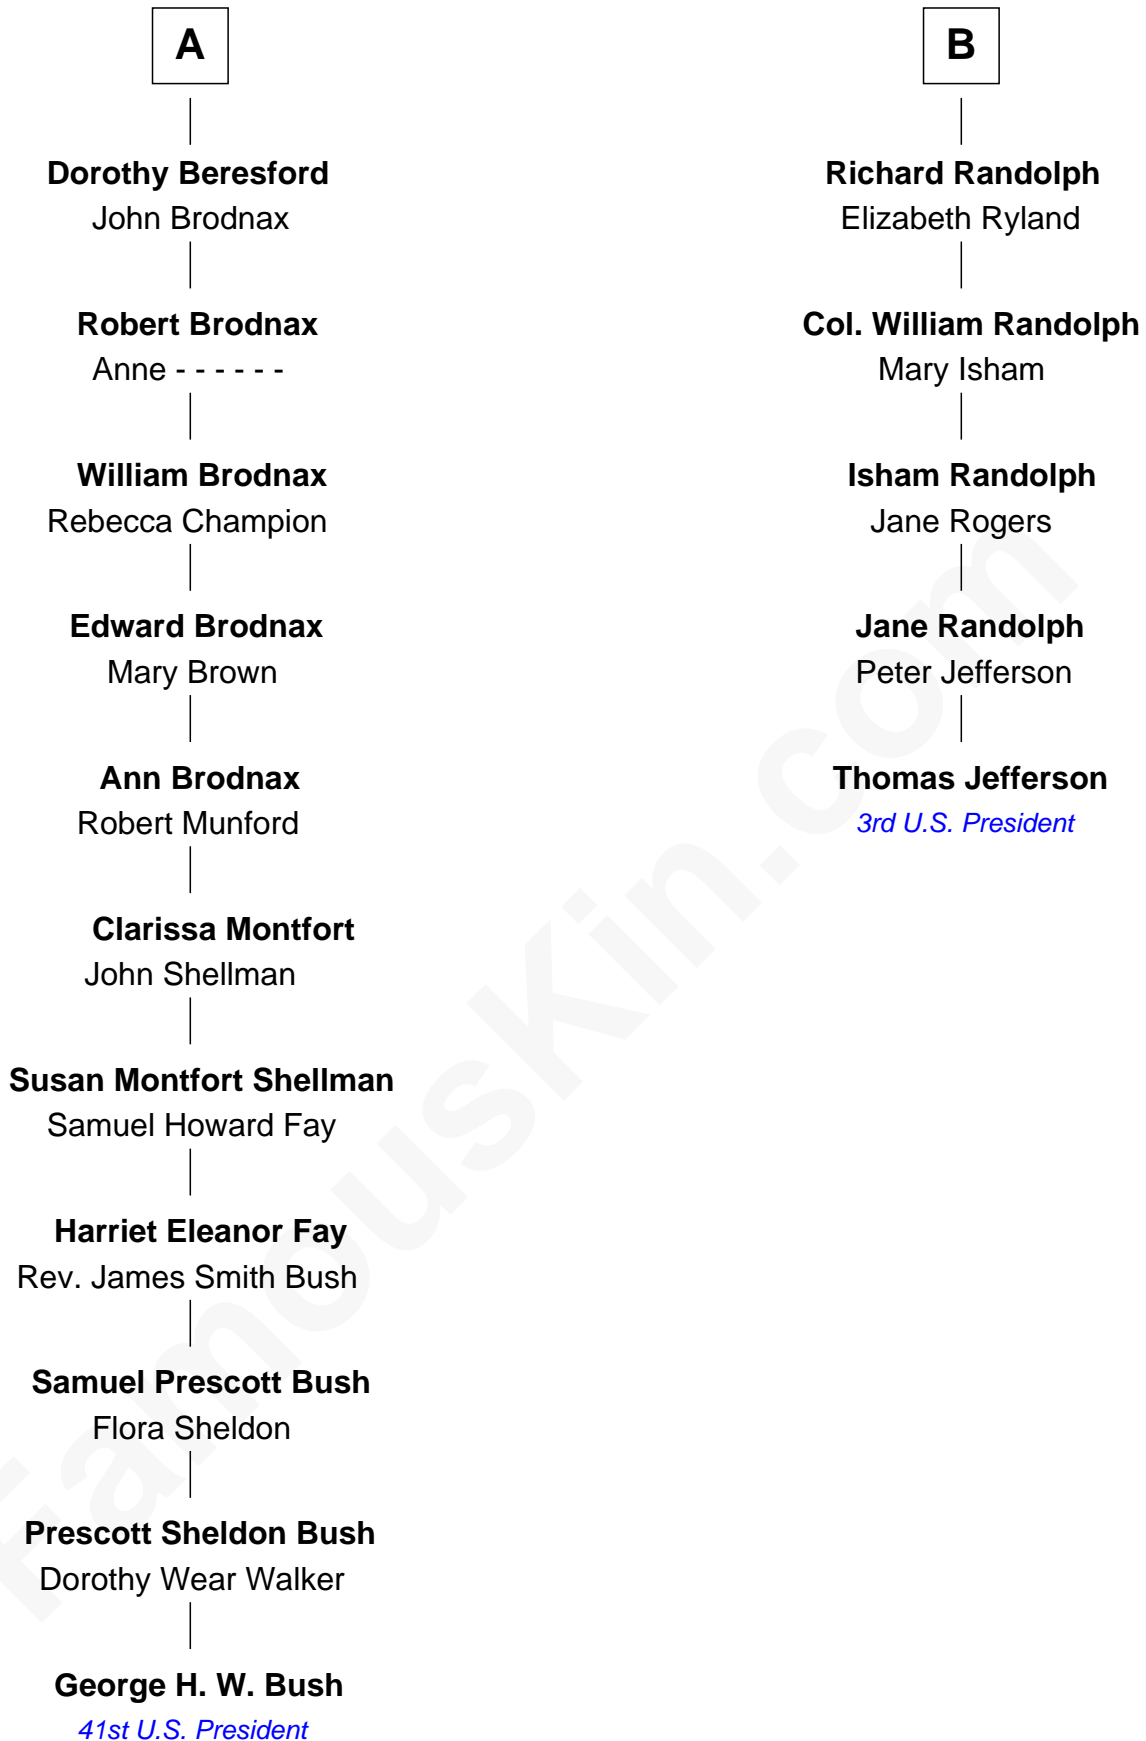 A
Dorothy Beresford
John Brodnax
Robert Brodnax
Anne - - - - - -
William Brodnax
Rebecca Champion
Edward Brodnax
Mary Brown
Ann Brodnax
Robert Munford
Clarissa Montfort
John Shellman
Susan Montfort Shellman
Samuel Howard Fay
Harriet Eleanor Fay
Rev. James Smith Bush
Samuel Prescott Bush
Flora Sheldon
Prescott Sheldon Bush
Dorothy Wear Walker
George H. W. Bush
41st U.S. President
B
Richard Randolph
Elizabeth Ryland
Col. William Randolph
Mary Isham
Isham Randolph
Jane Rogers
Jane Randolph
Peter Jefferson
Thomas Jefferson
3rd U.S. President
FamousKin.com